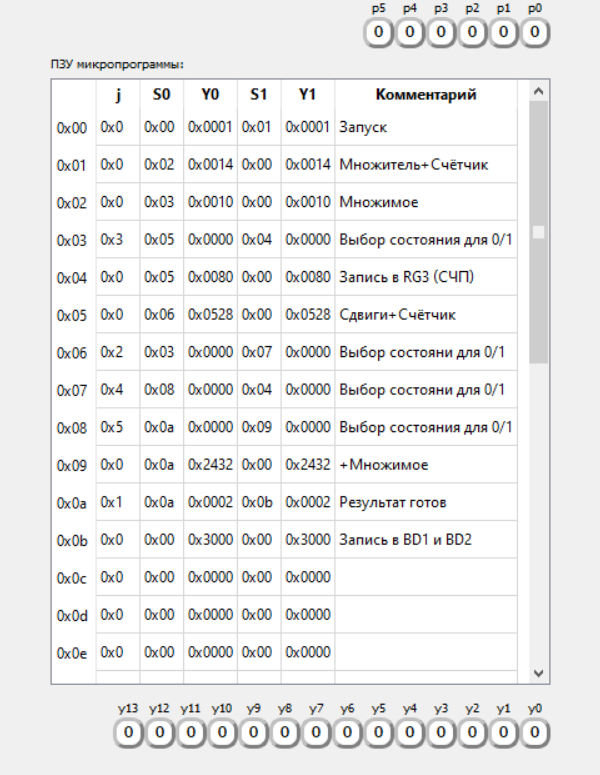 p5 p4 p3 p2 p1 p0
0 0 0 0 0 0
ПЗУ микропрограммы:
j S0 Y0 S1 Y1 Комментарий
0x00 0x0 0x00 0x0001 0x01 0x0001 Запуск
0x01 0x0 0x02 0x0014 0x00 0x0014 Множитель+Счётчик
0x02 0x0 0x03 0x0010 0x00 0x0010 Множимое
0x03 0x3 0x05 0x0000 0x04 0x0000 Выбор состояния для 0/1
0x04 0x0 0x05 0x0080 0x00 0x0080 Запись в RG3 (СЧП)
0x05 0x0 0x06 0x0528 0x00 0x0528 Сдвиги+Счётчик
0x06 0x2 0x03 0x0000 0x07 0x0000 Выбор состояни для 0/1
0x07 0x4 0x08 0x0000 0x04 0x0000 Выбор состояни для 0/1
0x08 0x5 0x0a 0x0000 0x09 0x0000 Выбор состояния для 0/1
0x09 0x0 0x0a 0x2432 0x00 0x2432 +Множимое
0x0a 0x1 0x0a 0x0002 0x0b 0x0002 Результат готов
0x0b 0x0 0x00 0x3000 0x00 0x3000 Запись в BD1 и BD2
0x0c 0x0 0x00 0x0000 0x00 0x0000
0x0d 0x0 0x00 0x0000 0x00 0x0000
0x0e 0x0 0x00 0x0000 0x00 0x0000
y13 y12 y11 y10 y9 y8 y7 y6 y5 y4 y3 y2 y1 y0
0 0 0 0 0 0 0 0 0 0 0 0 0 0